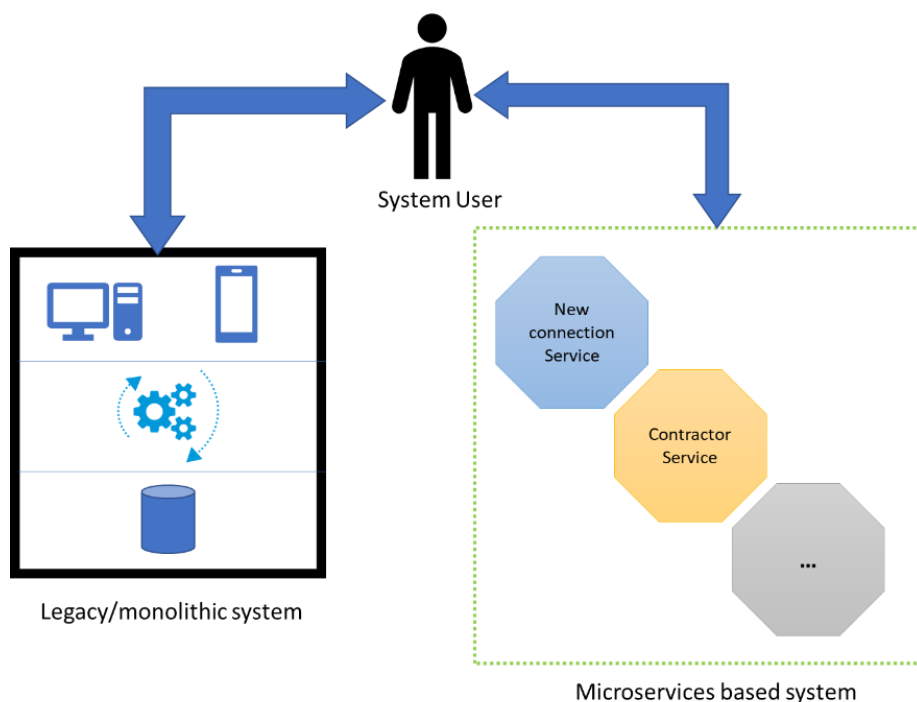 System User
New
connection
Service
Contractor
Service
...
Legacy/monolithic system
Microservices based system